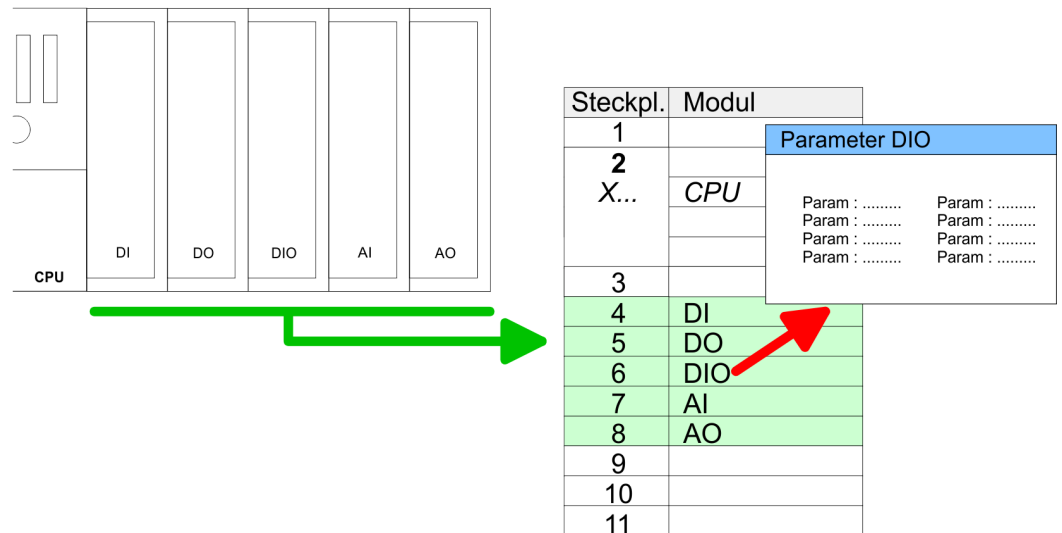 CPU
DI
DO
DIO
AI
AO
Steckpl. Modul
1
2
X... CPU
3
4 DI
5 DO
6 DIO
7 AI
8 AO
9
10
11
Parameter DIO
Param : ......... Param : .........
Param : ......... Param : .........
Param : ......... Param : .........
Param : ......... Param : .........